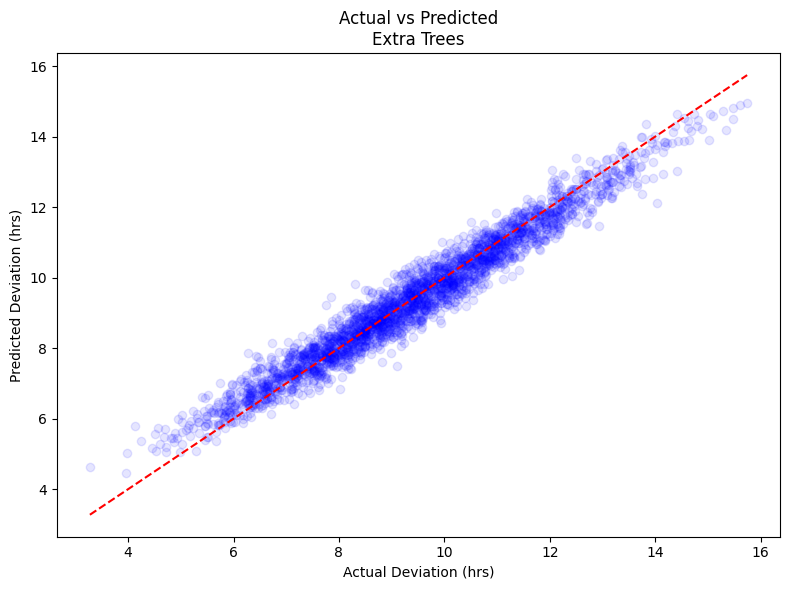 Actual vs Predicted
Extra Trees
Predicted Deviation (hrs)
16
14
12
10
8
6
4
4 6 8 10 12 14 16
Actual Deviation (hrs)